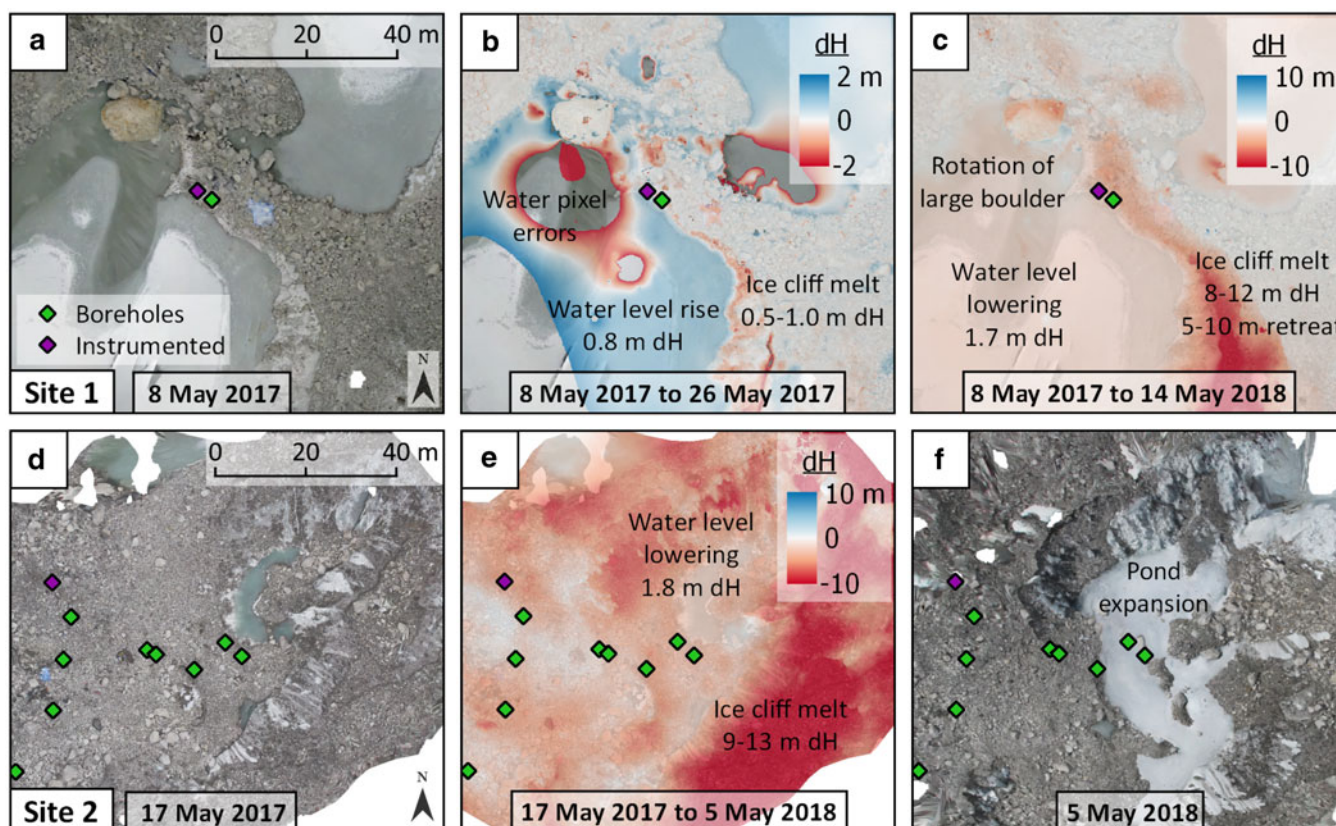 a
0 20 40 m
Boreholes
Instrumented
N
Site 1
8 May 2017
b
dH
2 m
0
-2
Water pixel
errors
Water level rise
0.8 m dH
Ice cliff melt
0.5-1.0 m dH
8 May 2017 to 26 May 2017
c
dH
10 m
0
-10
Rotation of
large boulder
Water level
lowering
1.7 m dH
Ice cliff melt
8-12 m dH
5-10 m retreat
8 May 2017 to 14 May 2018
d
0 20 40 m
Site 2
17 May 2017
N
e
dH
10 m
0
-10
Water level
lowering
1.8 m dH
Ice cliff melt
9-13 m dH
17 May 2017 to 5 May 2018
f
Pond
expansion
5 May 2018